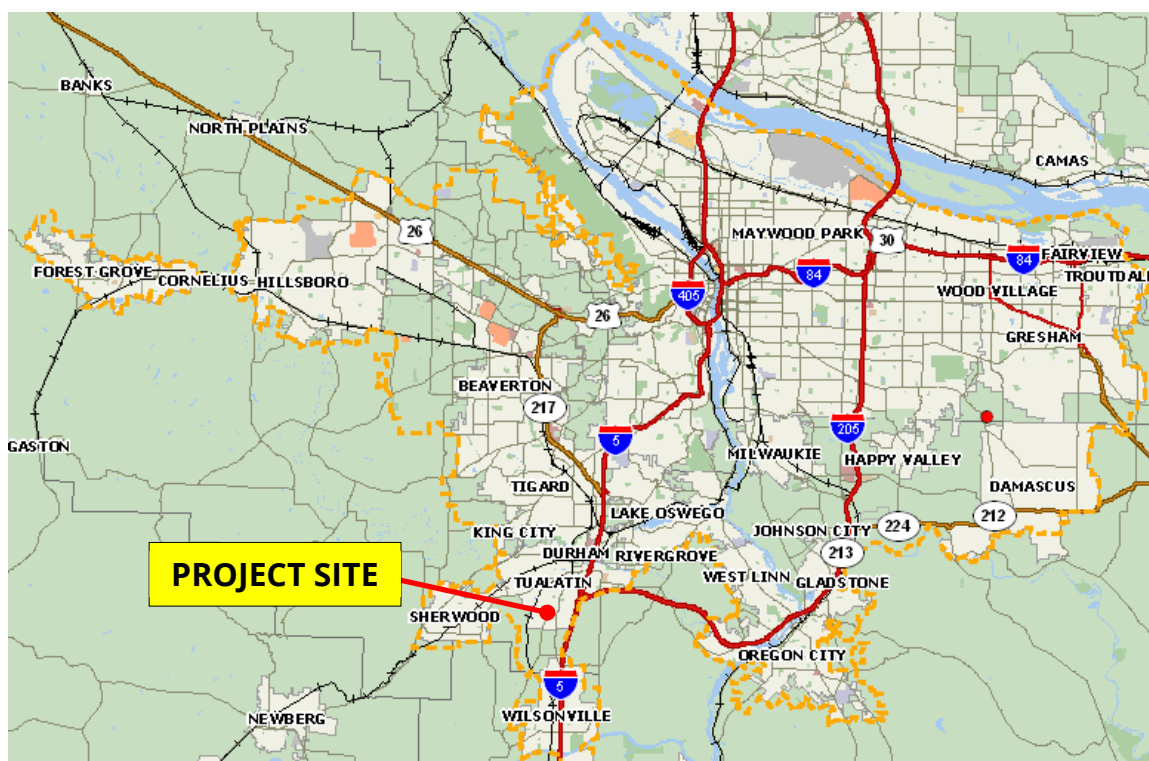 BANKS
NORTH PLAINS
CAMAS
26
MAYWOOD PARK
30
FOREST GROVE
CORNELIUS
HILLSBORO
84
FAIRVIEW
84
TROUTDALE
405
WOOD VILLAGE
26
GRESHAM
BEAVERTON
217
GASTON
5
205
MILWAUKIE
HAPPY VALLEY
TIGARD
DAMASCUS
LAKE OSWEGO
212
KING CITY
JOHNSON CITY
224
DURHAM
RIVERGROVE
213
PROJECT SITE
TUALATIN
WEST LINN
GLADSTONE
SHERWOOD
OREGON CITY
5
NEWBERG
WILSONVILLE